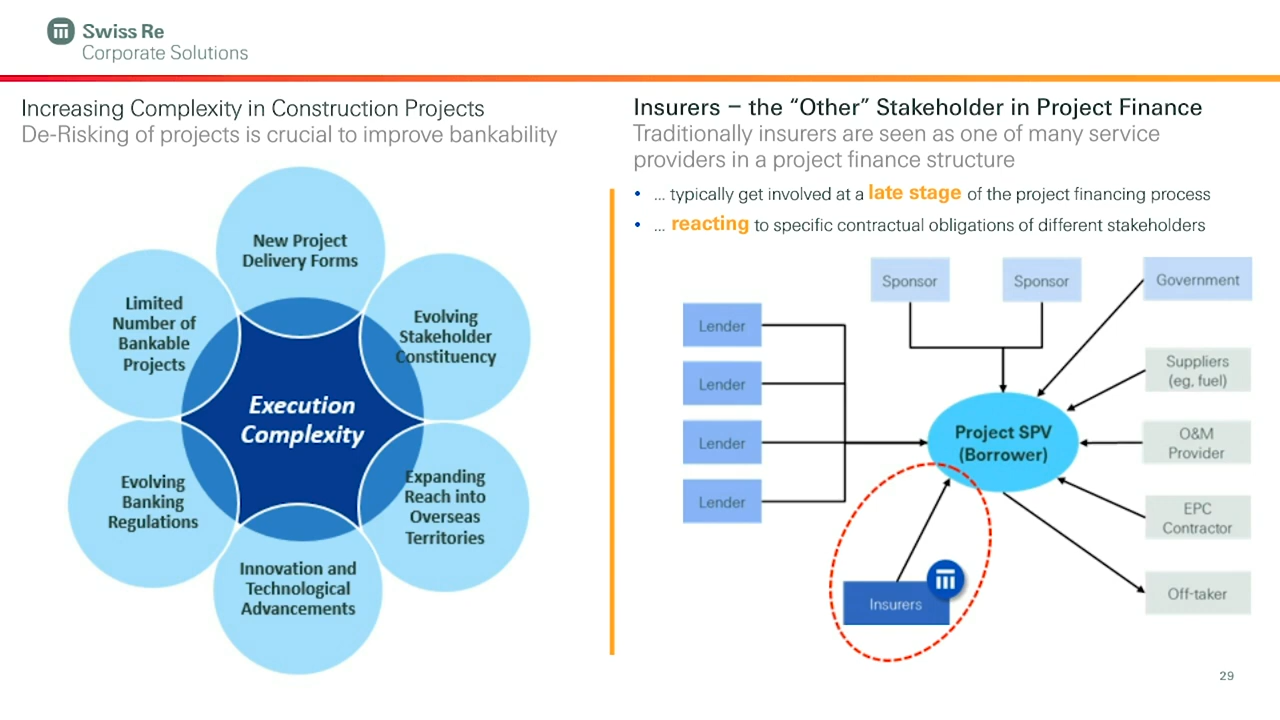 Swiss Re
Corporate Solutions
Increasing Complexity in Construction Projects
De-Risking of projects is crucial to improve bankability
New Project
Delivery Forms
Limited
Number of
Bankable
Projects
Evolving
Stakeholder
Constituency
Execution
Complexity
Evolving
Banking
Regulations
Expanding
Reach into
Overseas
Territories
Innovation and
Technological
Advancements
Insurers – the “Other” Stakeholder in Project Finance
Traditionally insurers are seen as one of many service
providers in a project finance structure
• ... typically get involved at a late stage of the project financing process
• ... reacting to specific contractual obligations of different stakeholders
Sponsor
Sponsor
Government
Lender
Lender
Lender
Lender
Suppliers
(eg, fuel)
Project SPV
(Borrower)
O&M
Provider
EPC
Contractor
Insurers
Off-taker
29